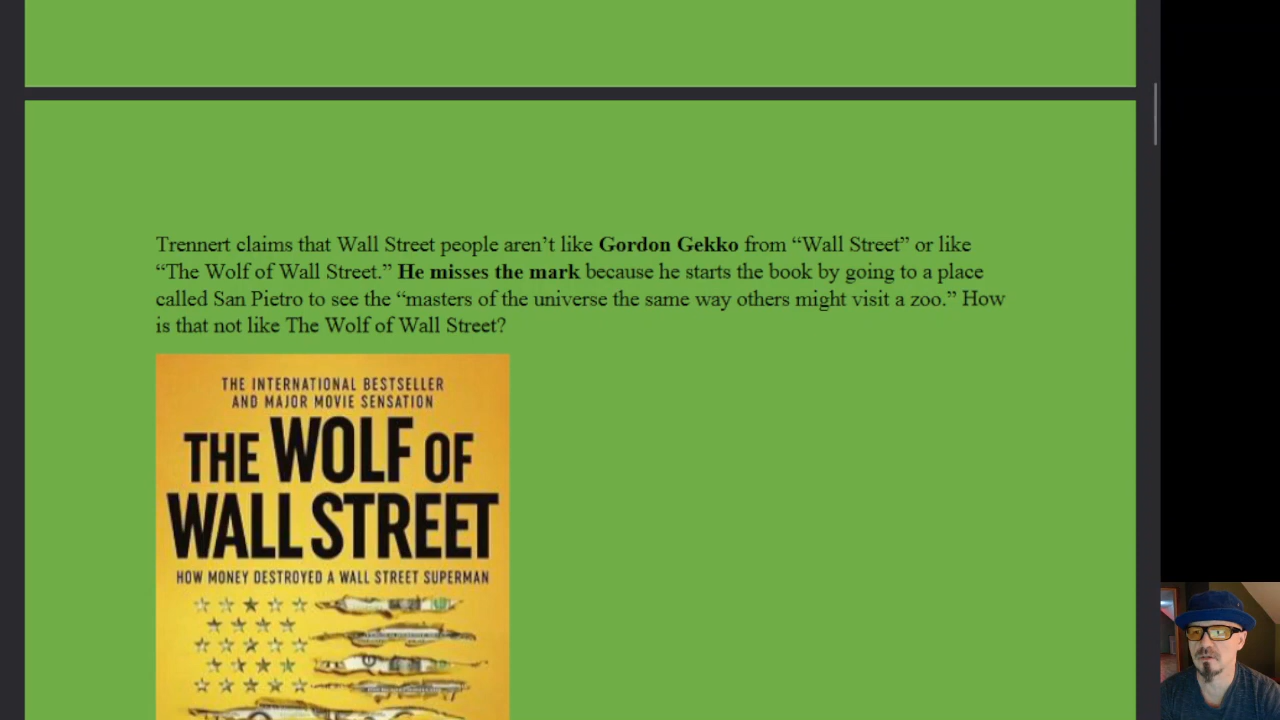 Trennert claims that Wall Street people aren’t like Gordon Gekko from “Wall Street” or like
“The Wolf of Wall Street.” He misses the mark because he starts the book by going to a place
called San Pietro to see the “masters of the universe the same way others might visit a zoo.” How
is that not like The Wolf of Wall Street?
THE INTERNATIONAL BESTSELLER
AND MAJOR MOVIE SENSATION
THE WOLF OF
WALL STREET
HOW MONEY DESTROYED A WALL STREET SUPERMAN